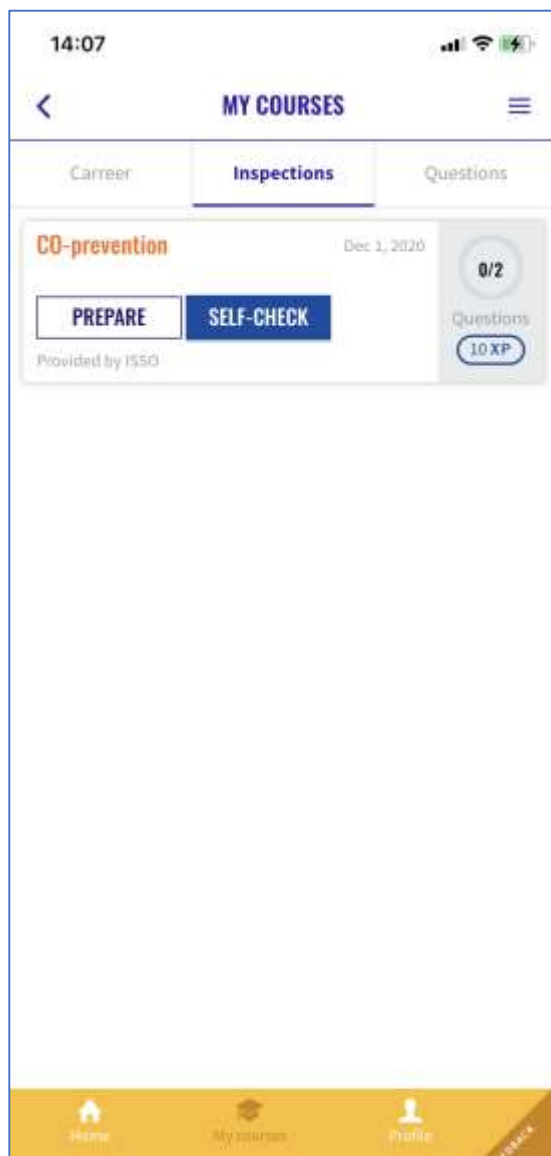 14:07
MY COURSES
Carreer Inspections Questions
CO-prevention Dec 1, 2020
0/2
PREPARE SELF-CHECK Questions
10 XP
Provided by ISSO
Home My courses Profile